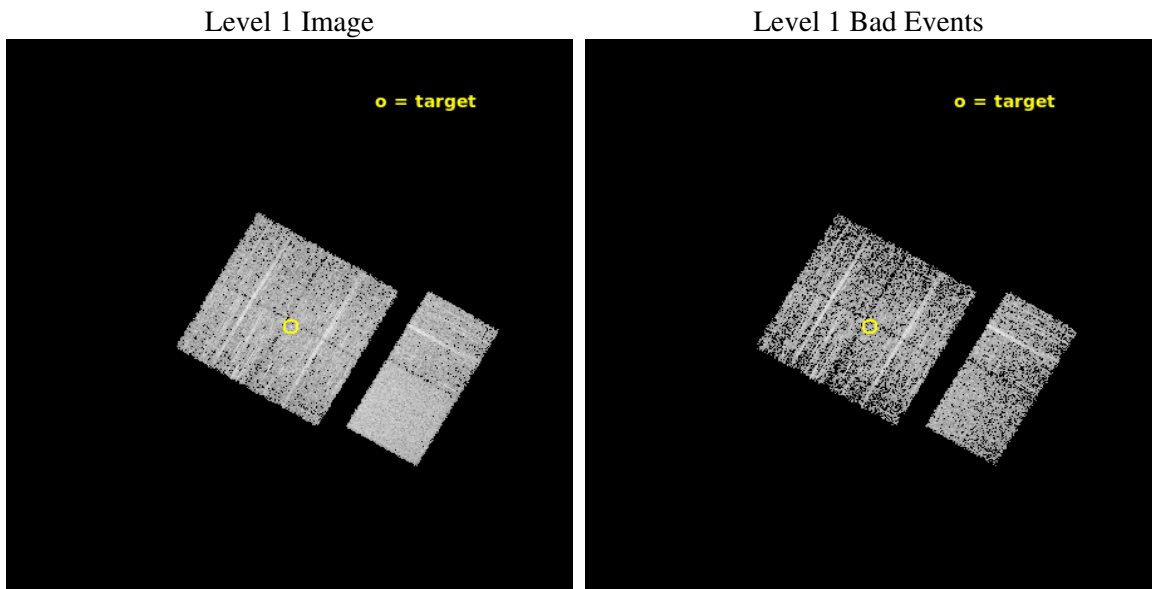 Level 1 Image
Level 1 Bad Events
o = target
o = target